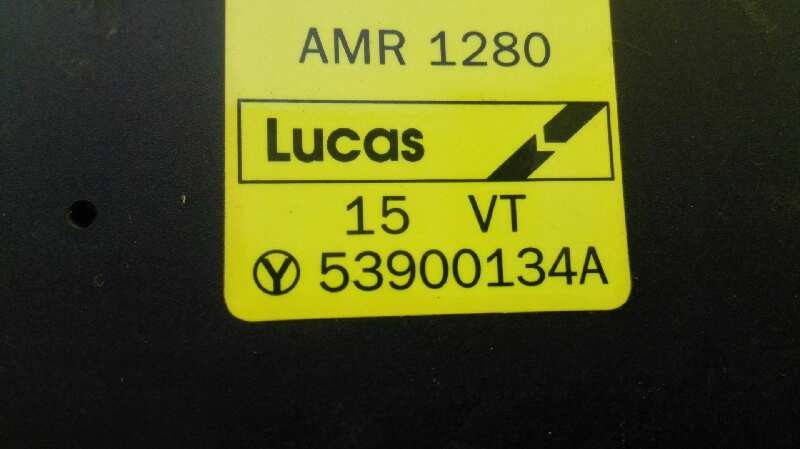 AMR 1280
Lucas
15 VT
Ⓨ 53900134A